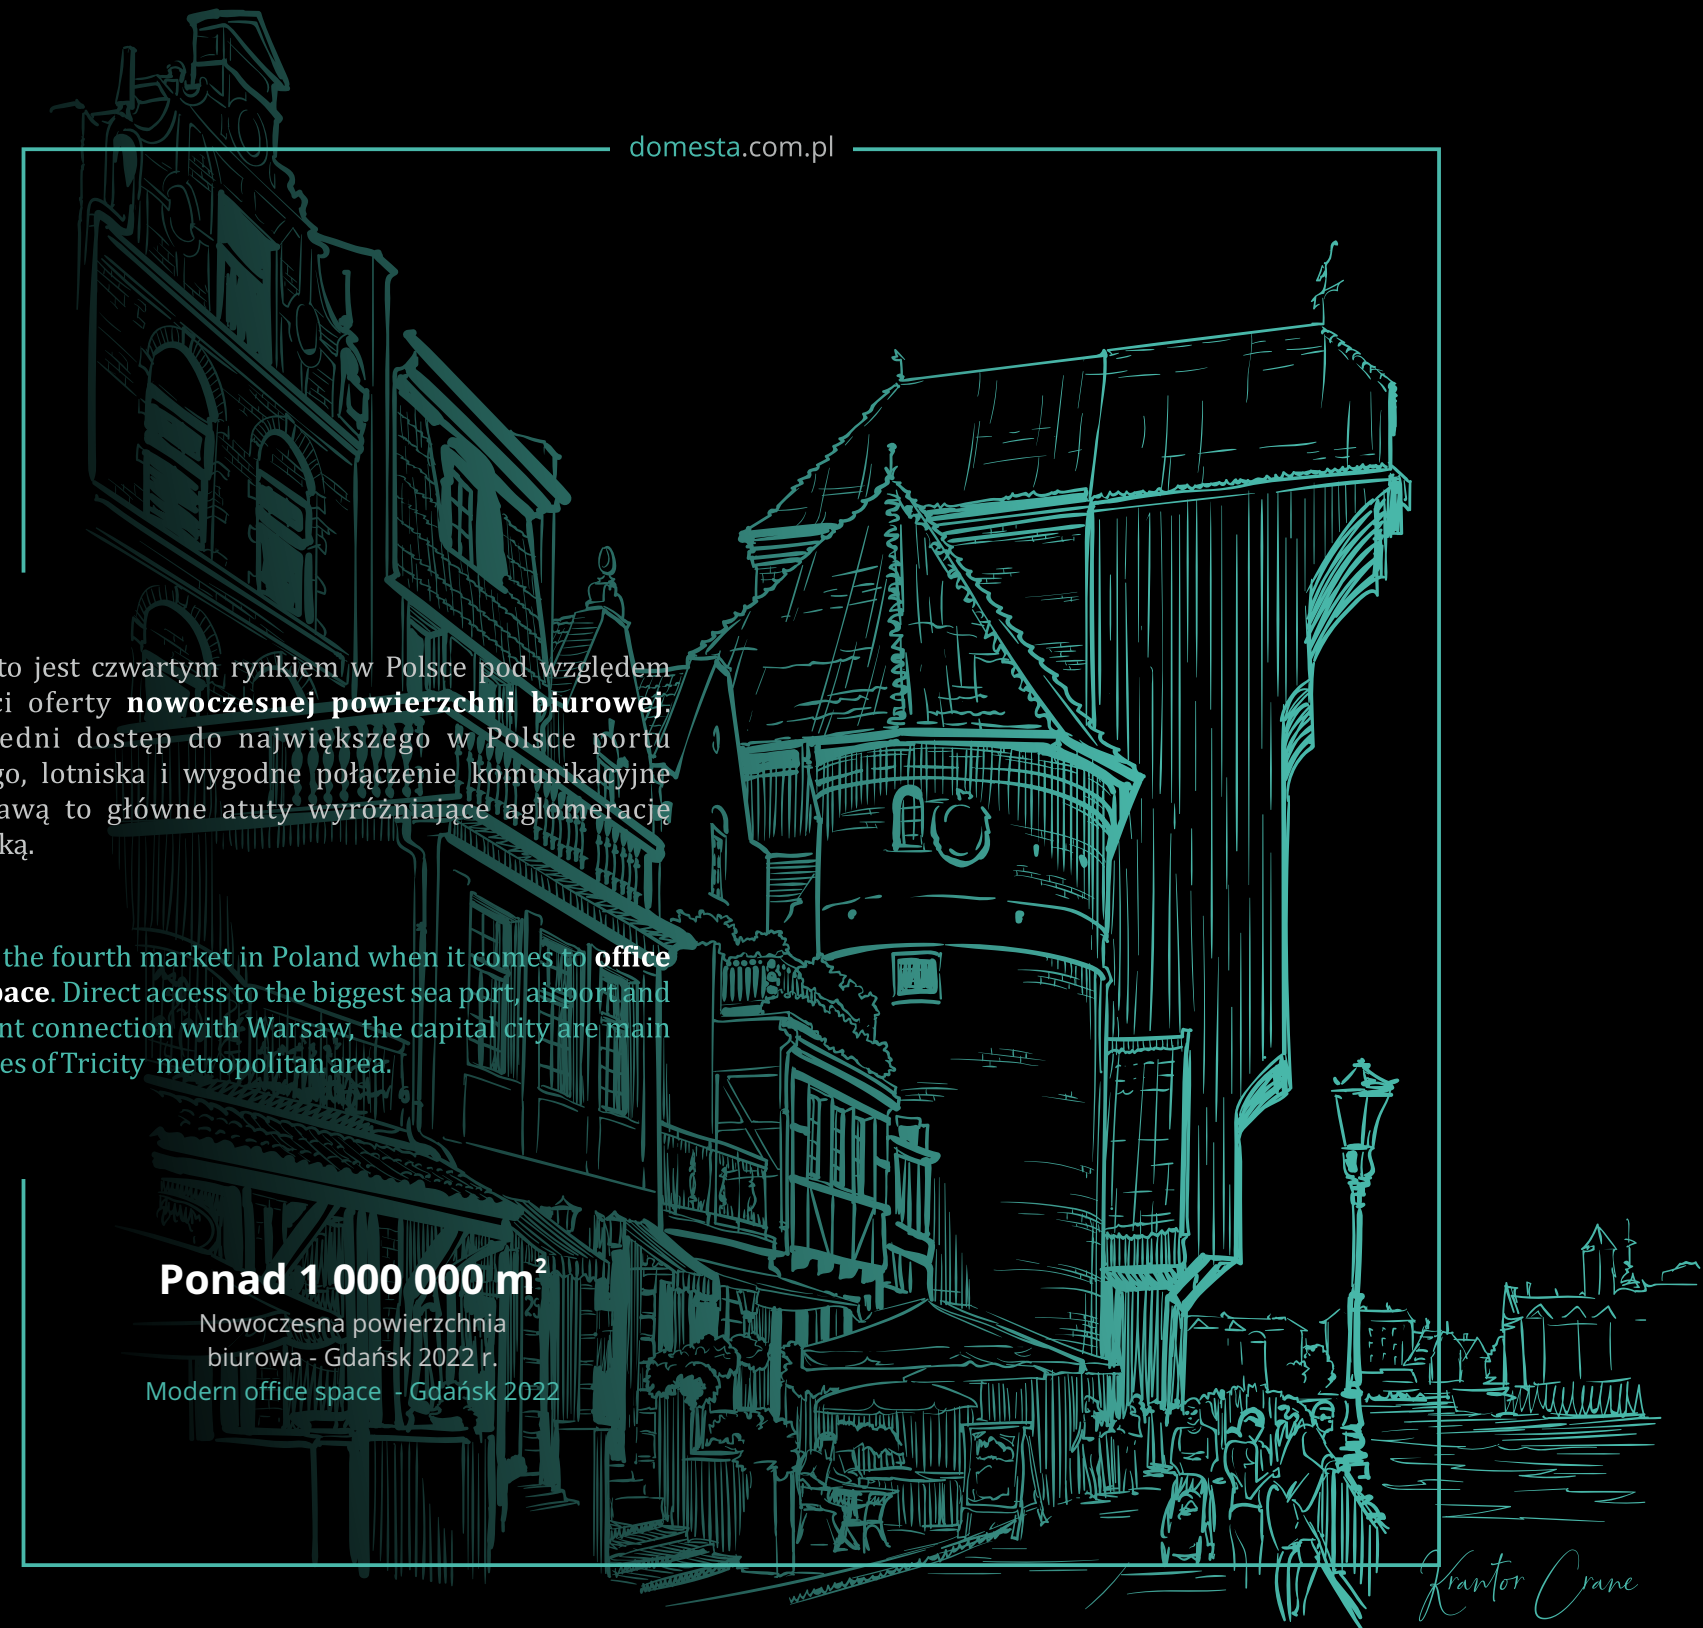 domesta.com.pl
to jest czwartym rynkiem w Polsce pod względem
ci oferty nowoczesnej powierzchni biurowej.
edni dostęp do największego w Polsce portu
go, lotniska i wygodne połączenie komunikacyjne
awą to główne atuty wyróżniające aglomerację
ką.
the fourth market in Poland when it comes to office
pace. Direct access to the biggest sea port, airport and
nt connection with Warsaw, the capital city are main
es of Tricity metropolitan area.
Ponad 1 000 000 m²
Nowoczesna powierzchnia
biurowa - Gdańsk 2022 r.
Modern office space - Gdańsk 2022
Krantor Crane